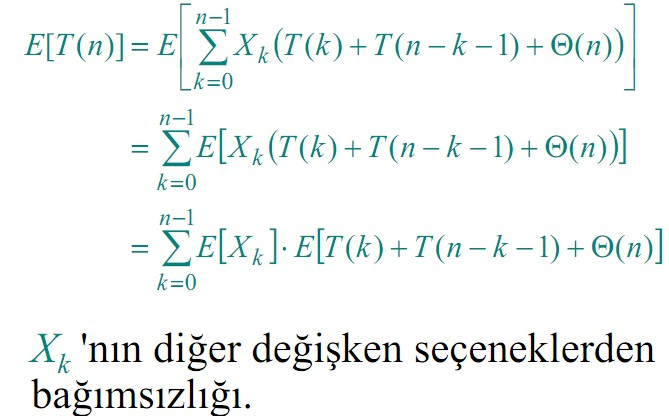 E[T(n)] = E[∑_{k=0}^{n−1} X_k(T(k) + T(n − k − 1) + Θ(n))]
= ∑_{k=0}^{n−1} E[X_k(T(k) + T(n − k − 1) + Θ(n))]
= ∑_{k=0}^{n−1} E[X_k] · E[T(k) + T(n − k − 1) + Θ(n)]
X_k 'nın diğer değişken seçeneklerden
bağımsızlığı.